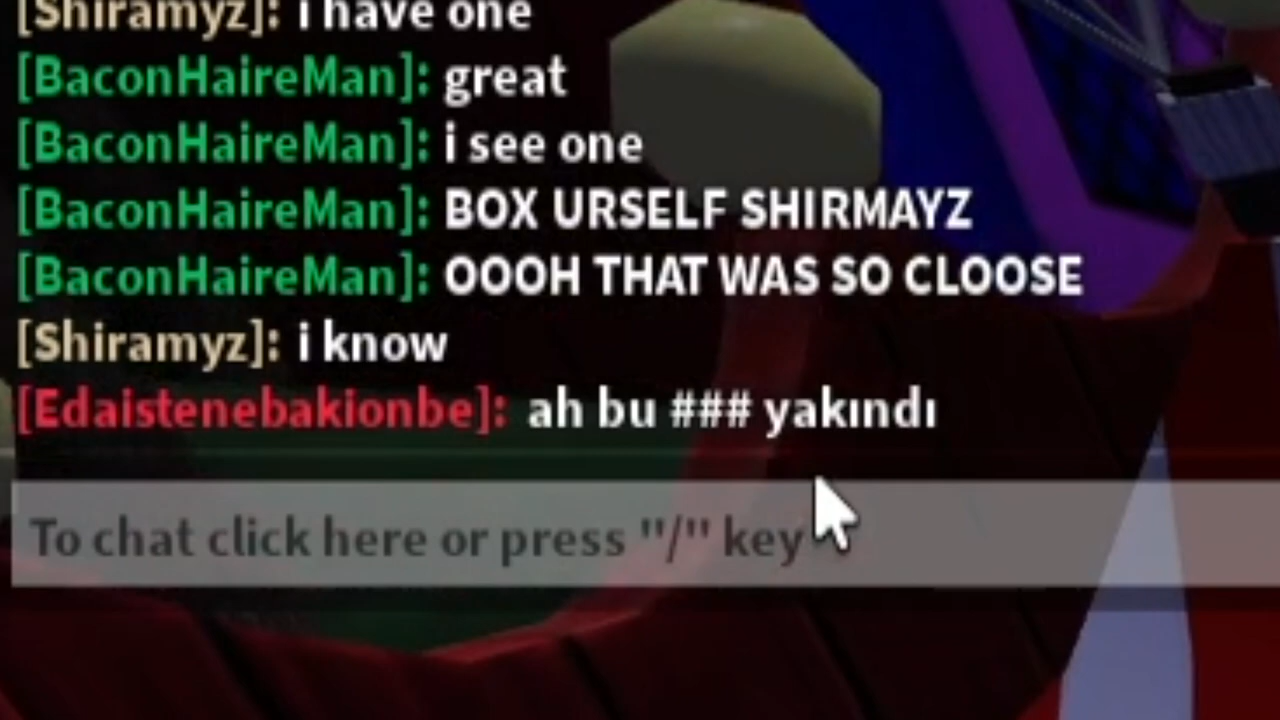 [Shiramyz]: i have one
[BaconHaireMan]: great
[BaconHaireMan]: i see one
[BaconHaireMan]: BOX URSELF SHIRMAYZ
[BaconHaireMan]: OOOH THAT WAS SO CLOOSE
[Shiramyz]: i know
[Edaistenebakionbe]: ah bu ### yakındı
To chat click here or press "/" key